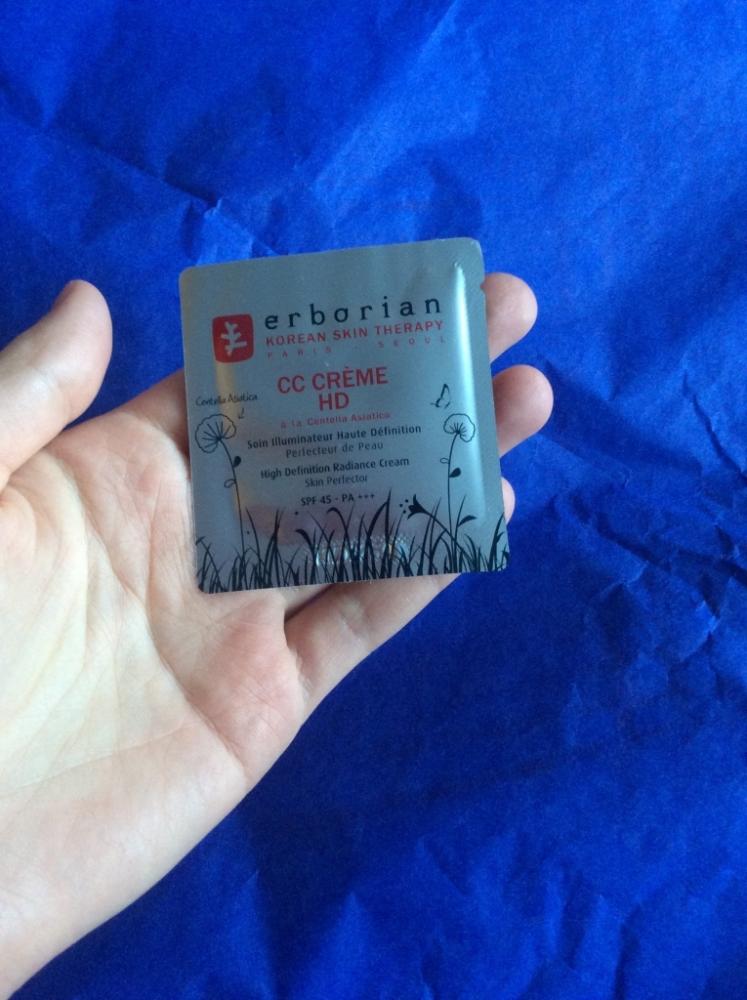 erborian
KOREAN SKIN THERAPY
PARIS - SEOUL
CC CRÈME
HD
Centella Asiatica
à la Centella Asiatica
Soin Illuminateur Haute Définition
Perfecteur de Peau
High Definition Radiance Cream
Skin Perfector
SPF 45 - PA +++